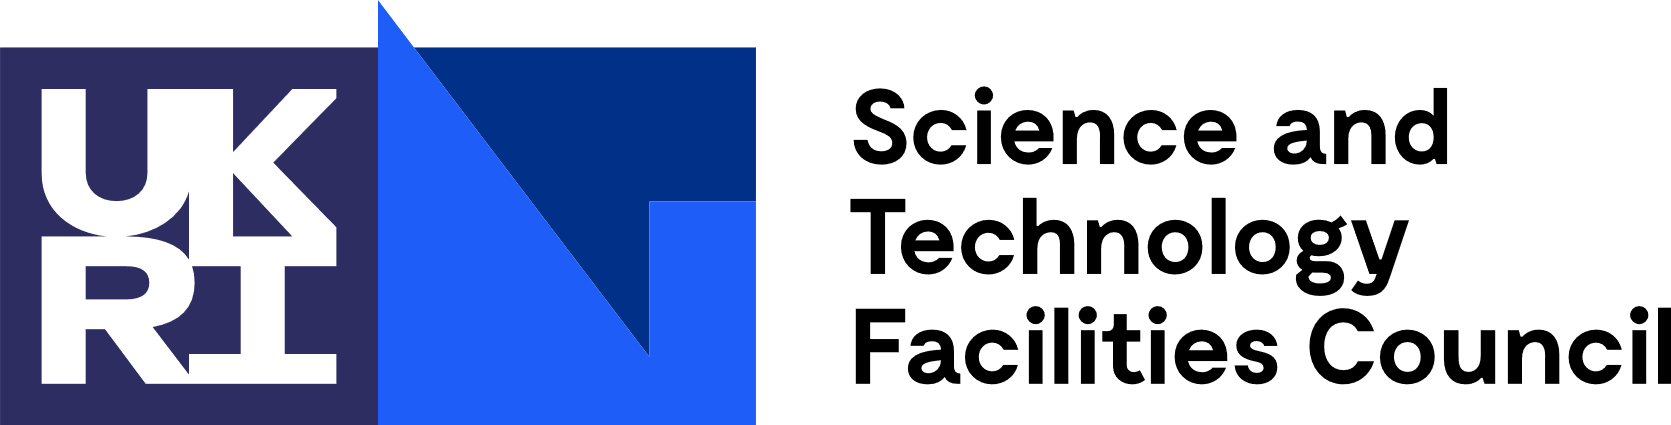 UK
RI
Science and
Technology
Facilities Council